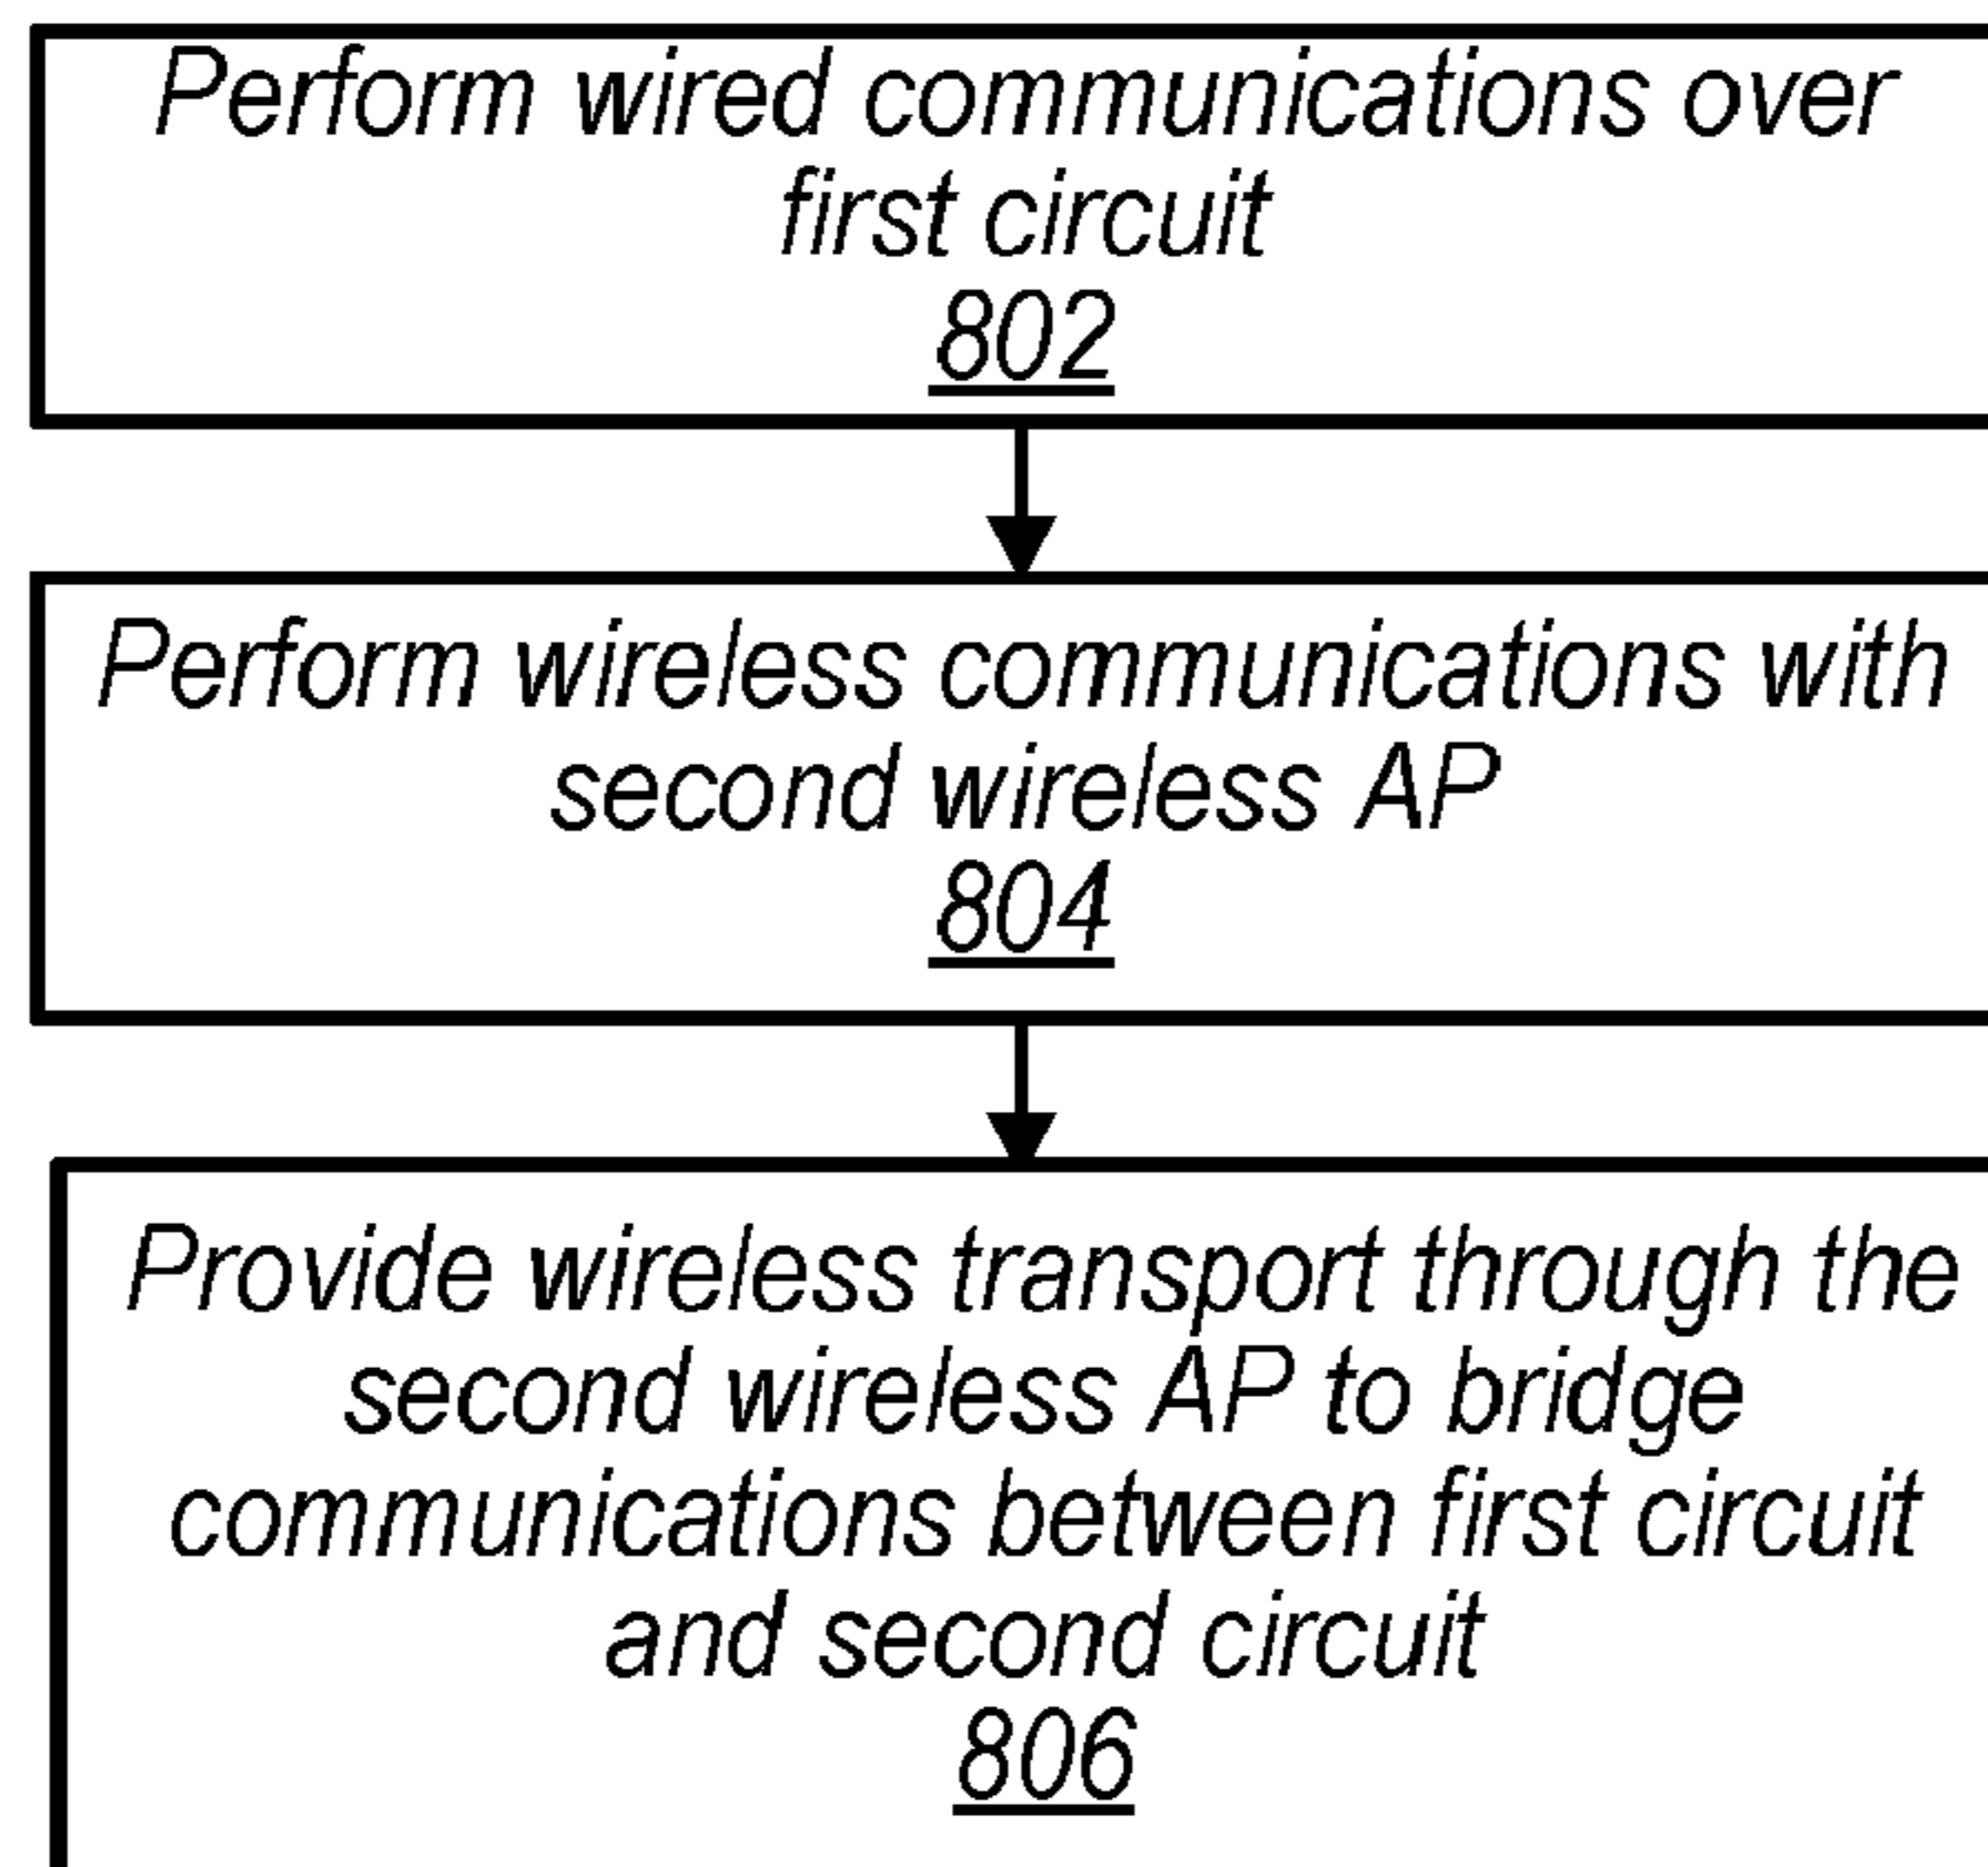 Perform wired communications over
first circuit
802
Perform wireless communications with
second wireless AP
804
Provide wireless transport through the
second wireless AP to bridge
communications between first circuit
and second circuit
806